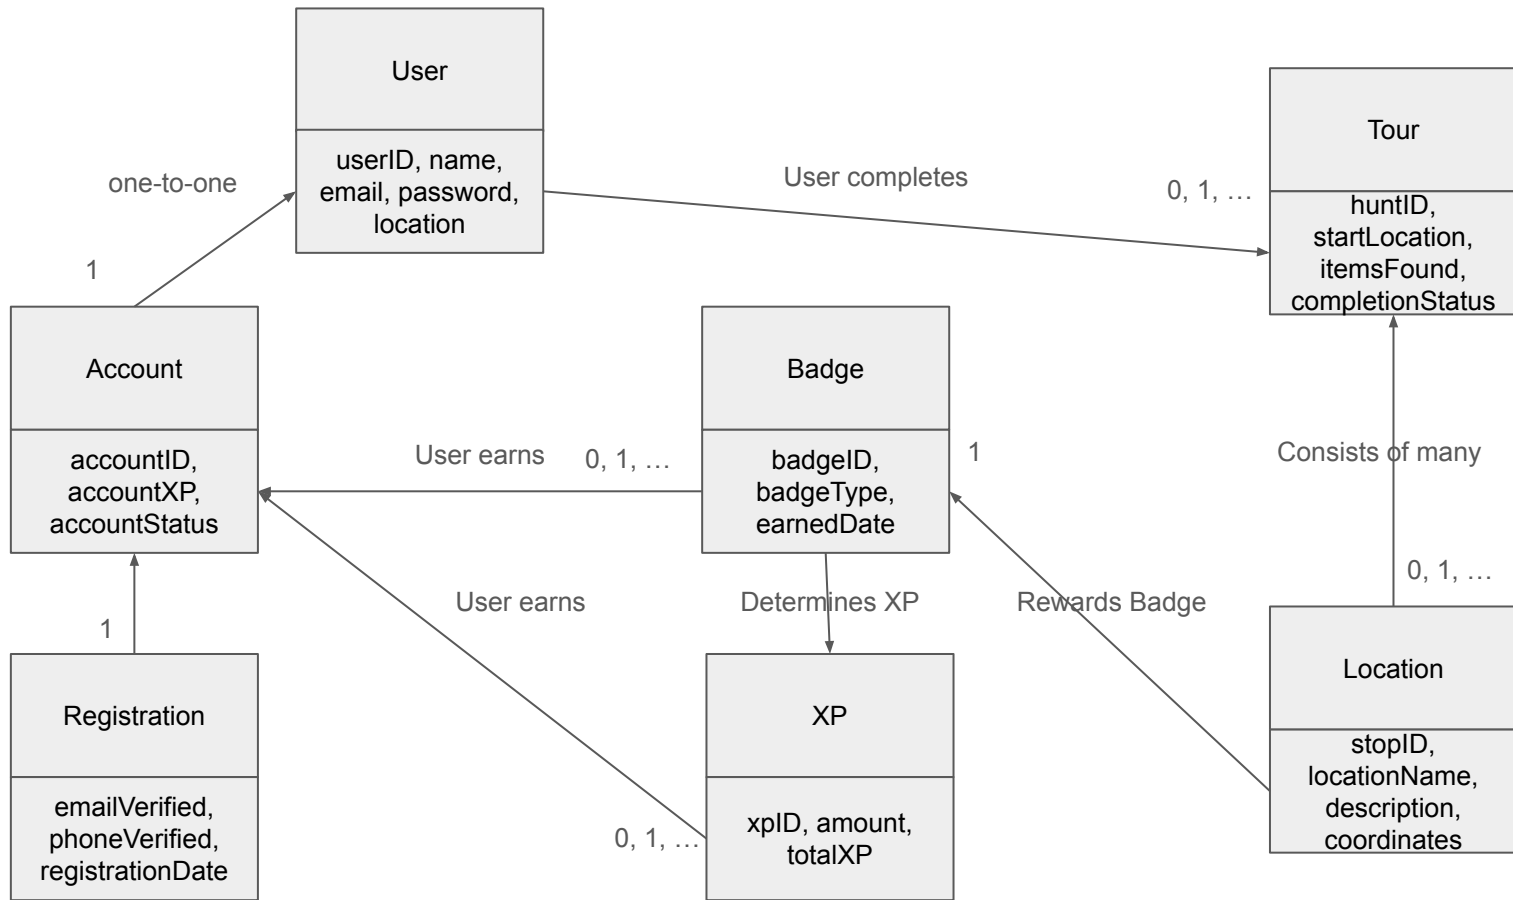 User
userID, name,
email, password,
location
Tour
huntID,
startLocation,
itemsFound,
completionStatus
one-to-one
User completes
0, 1, …
1
Account
accountID,
accountXP,
accountStatus
Badge
badgeID,
badgeType,
earnedDate
User earns
0, 1, …
1
Consists of many
0, 1, …
User earns
Determines XP
Rewards Badge
1
Registration
emailVerified,
phoneVerified,
registrationDate
0, 1, …
XP
xpID, amount,
totalXP
Location
stopID,
locationName,
description,
coordinates